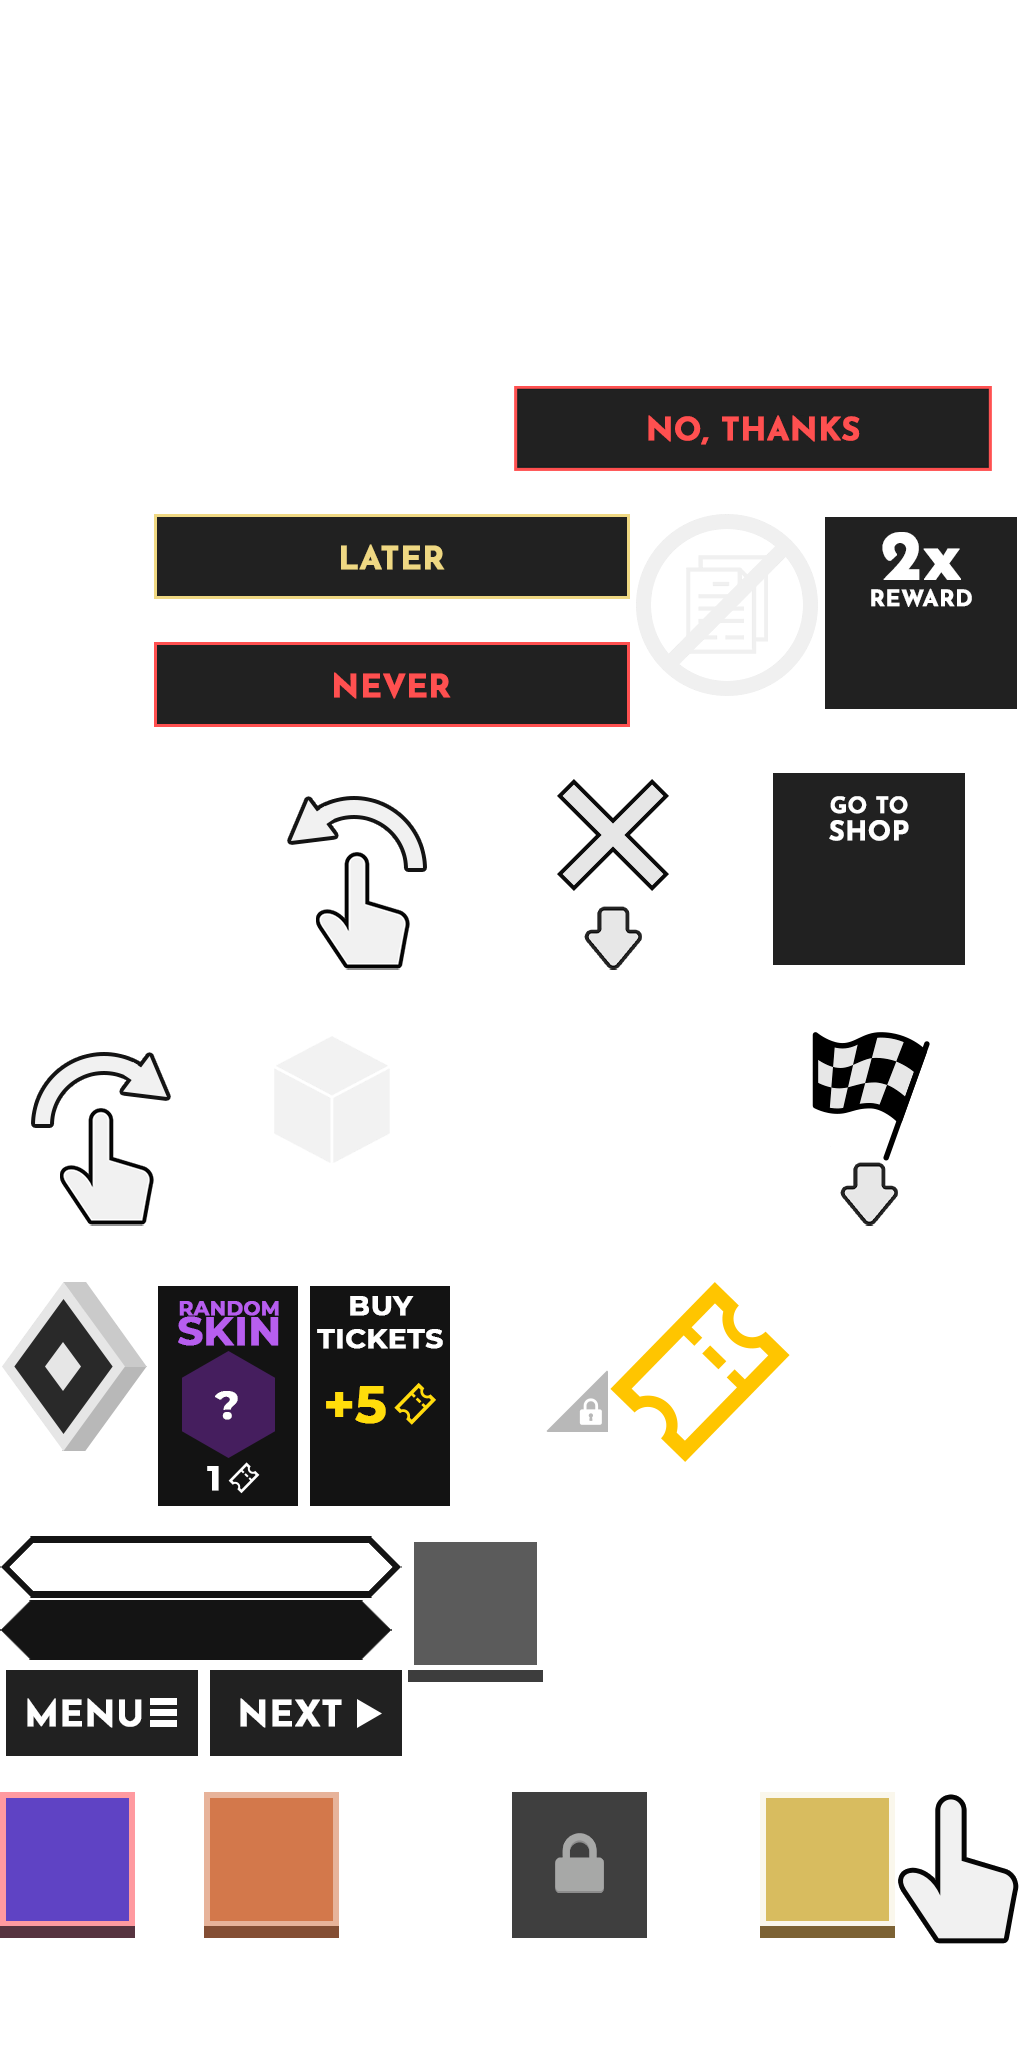 NO, THANKS
LATER
2x
REWARD
NEVER
GO TO
SHOP
RANDOM
SKIN
?
1
BUY
TICKETS
+5
MENU
NEXT